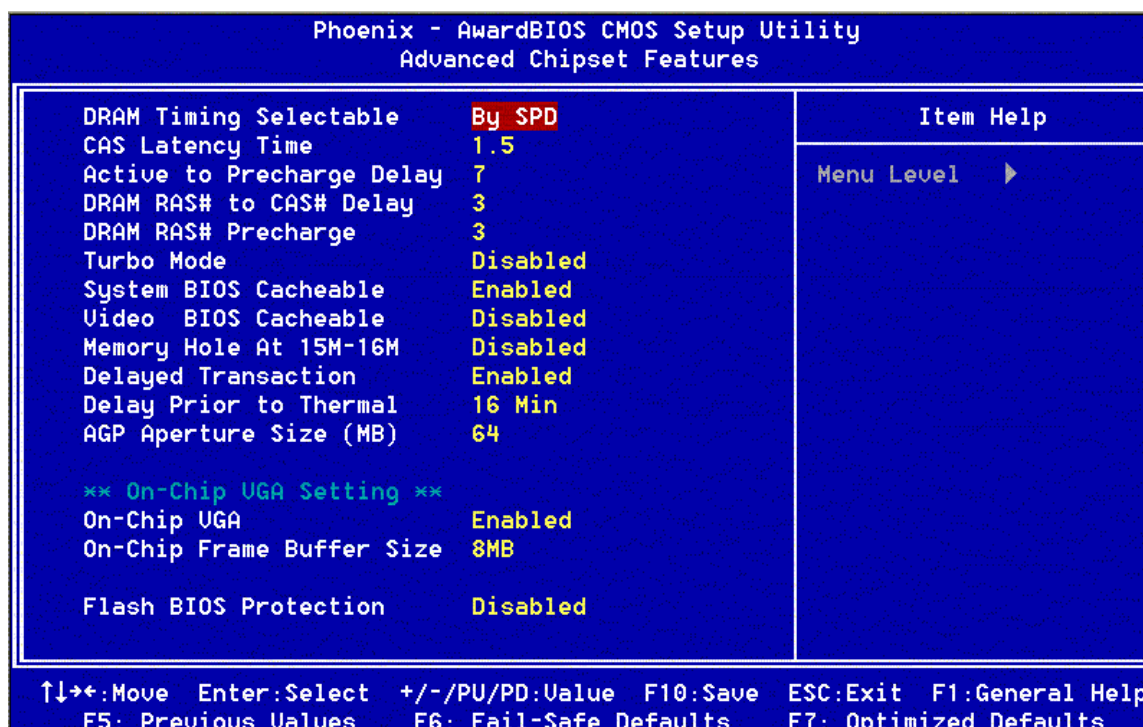 Phoenix - AwardBIOS CMOS Setup Utility
Advanced Chipset Features
DRAM Timing Selectable By SPD
CAS Latency Time 1.5
Active to Precharge Delay 7
DRAM RAS# to CAS# Delay 3
DRAM RAS# Precharge 3
Turbo Mode Disabled
System BIOS Cacheable Enabled
Video BIOS Cacheable Disabled
Memory Hole At 15M-16M Disabled
Delayed Transaction Enabled
Delay Prior to Thermal 16 Min
AGP Aperture Size (MB) 64
** On-Chip VGA Setting **
On-Chip VGA Enabled
On-Chip Frame Buffer Size 8MB
Flash BIOS Protection Disabled
Item Help
Menu Level ▶
↑↓→←:Move Enter:Select +/-/PU/PD:Value F10:Save ESC:Exit F1:General Help
F5: Previous Values F6: Fail-Safe Defaults F7: Optimized Defaults